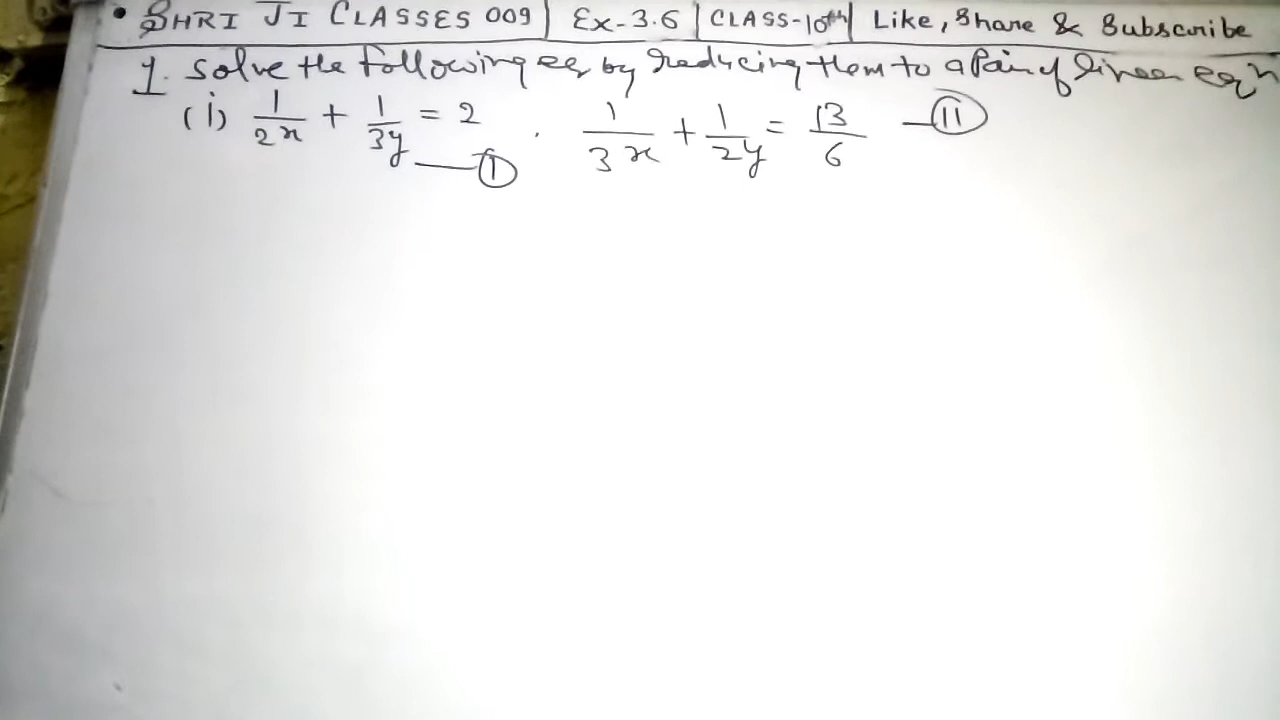 • SHRI JI CLASSES 009 | Ex-3.6 | CLASS-10th | Like, Share & Subscribe
1. Solve the following eq by reducing them to a Pair of linear eqn
(i) 1/2x + 1/3y = 2 —(I) . 1/3x + 1/2y = 13/6 —(II)